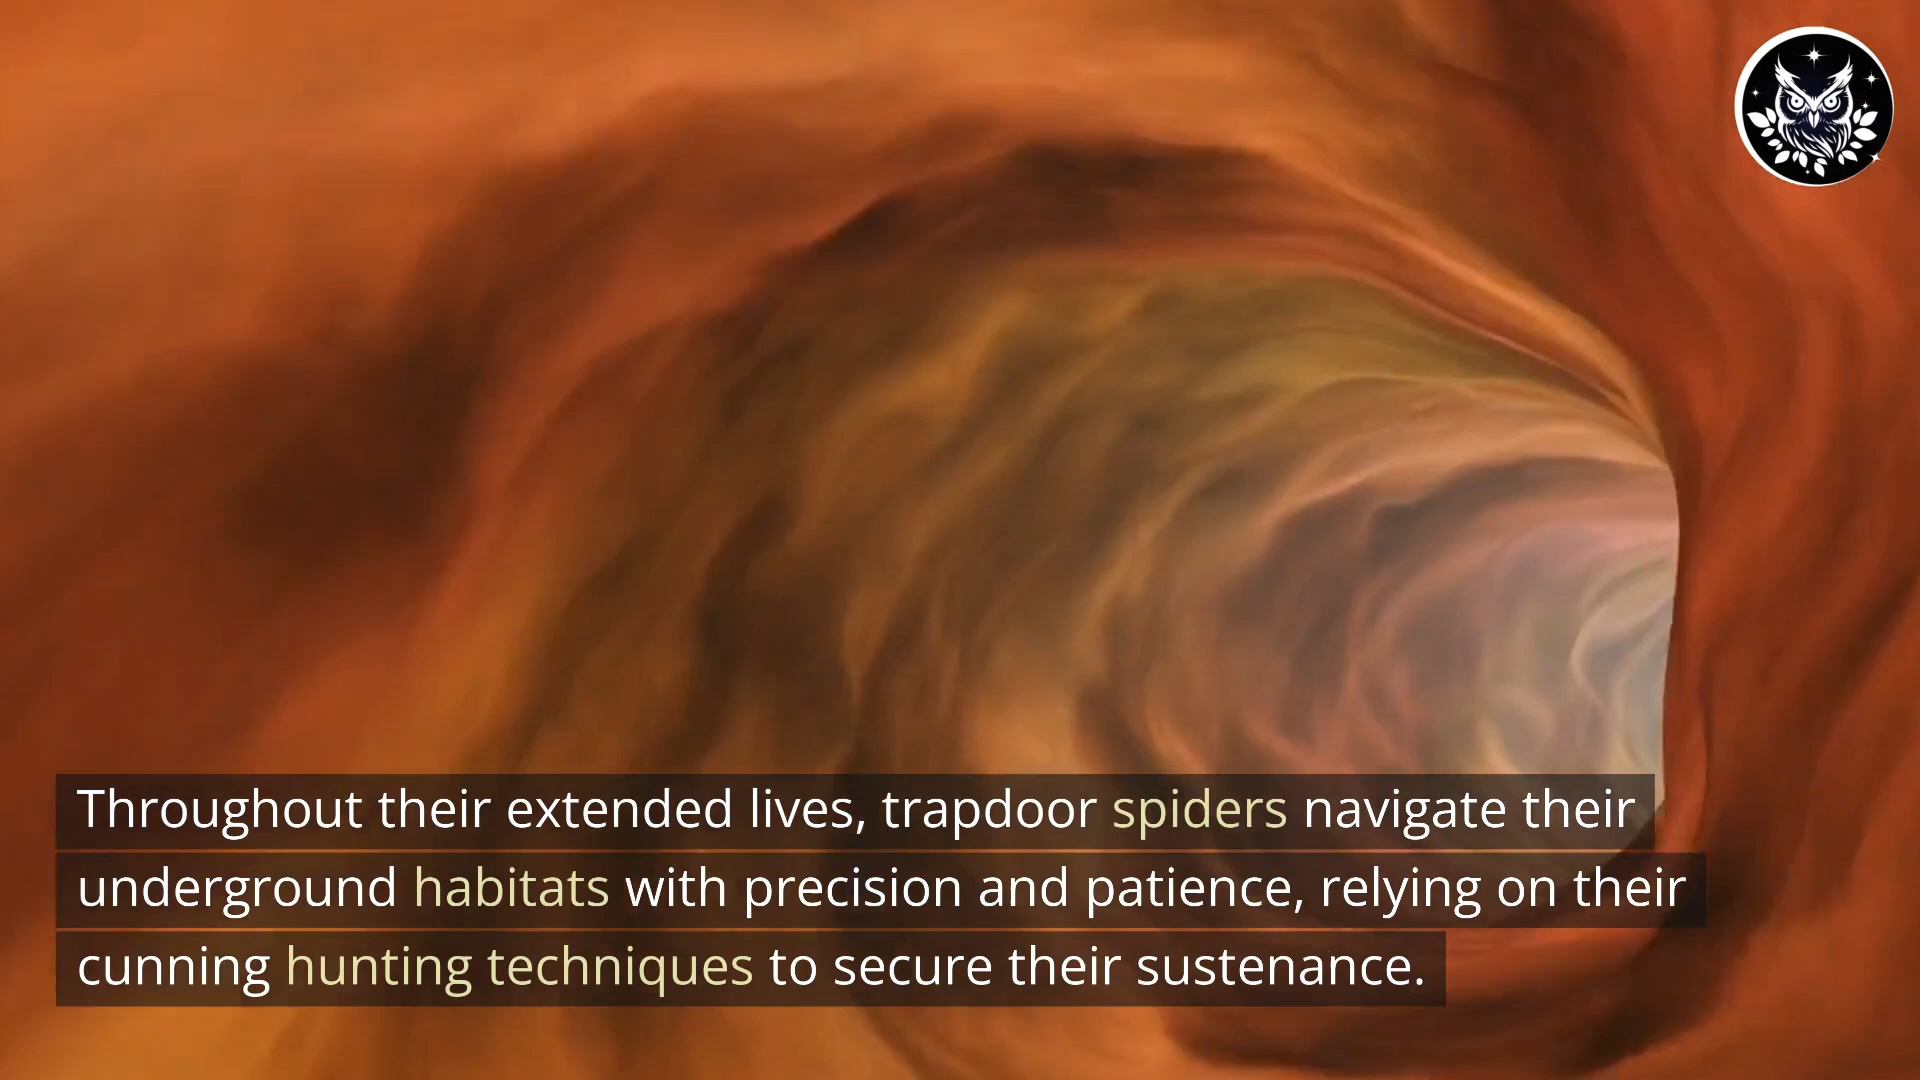 Throughout their extended lives, trapdoor spiders navigate their
underground habitats with precision and patience, relying on their
cunning hunting techniques to secure their sustenance.